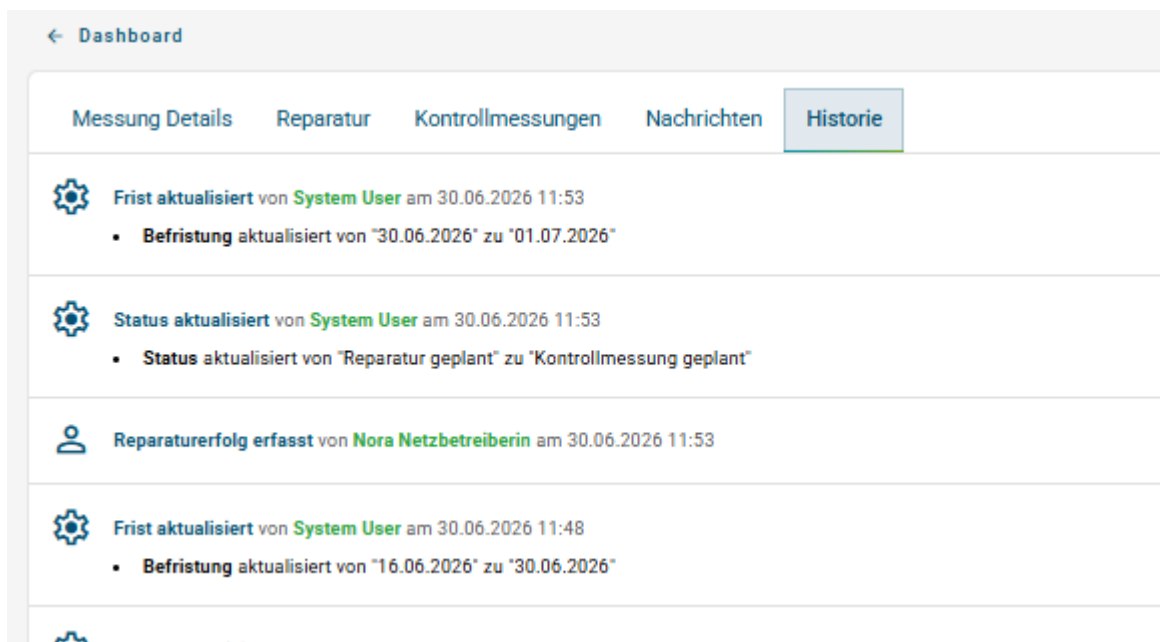 ← Dashboard
Messung Details Reparatur Kontrollmessungen Nachrichten Historie
Frist aktualisiert von System User am 30.06.2026 11:53
• Befristung aktualisiert von "30.06.2026" zu "01.07.2026"
Status aktualisiert von System User am 30.06.2026 11:53
• Status aktualisiert von "Reparatur geplant" zu "Kontrollmessung geplant"
Reparaturerfolg erfasst von Nora Netzbetreiberin am 30.06.2026 11:53
Frist aktualisiert von System User am 30.06.2026 11:48
• Befristung aktualisiert von "16.06.2026" zu "30.06.2026"